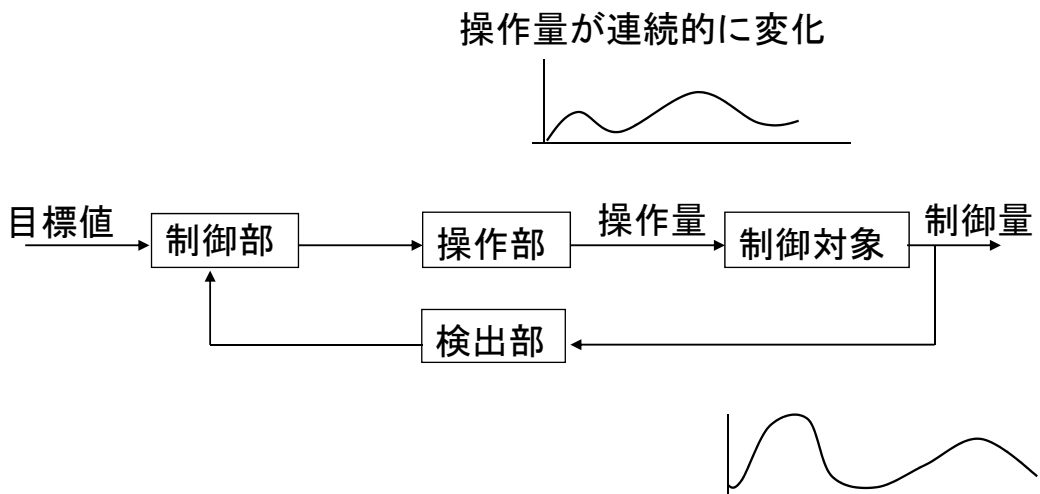 操作量が連続的に変化
目標値
制御部
操作部
操作量
制御対象
制御量
検出部